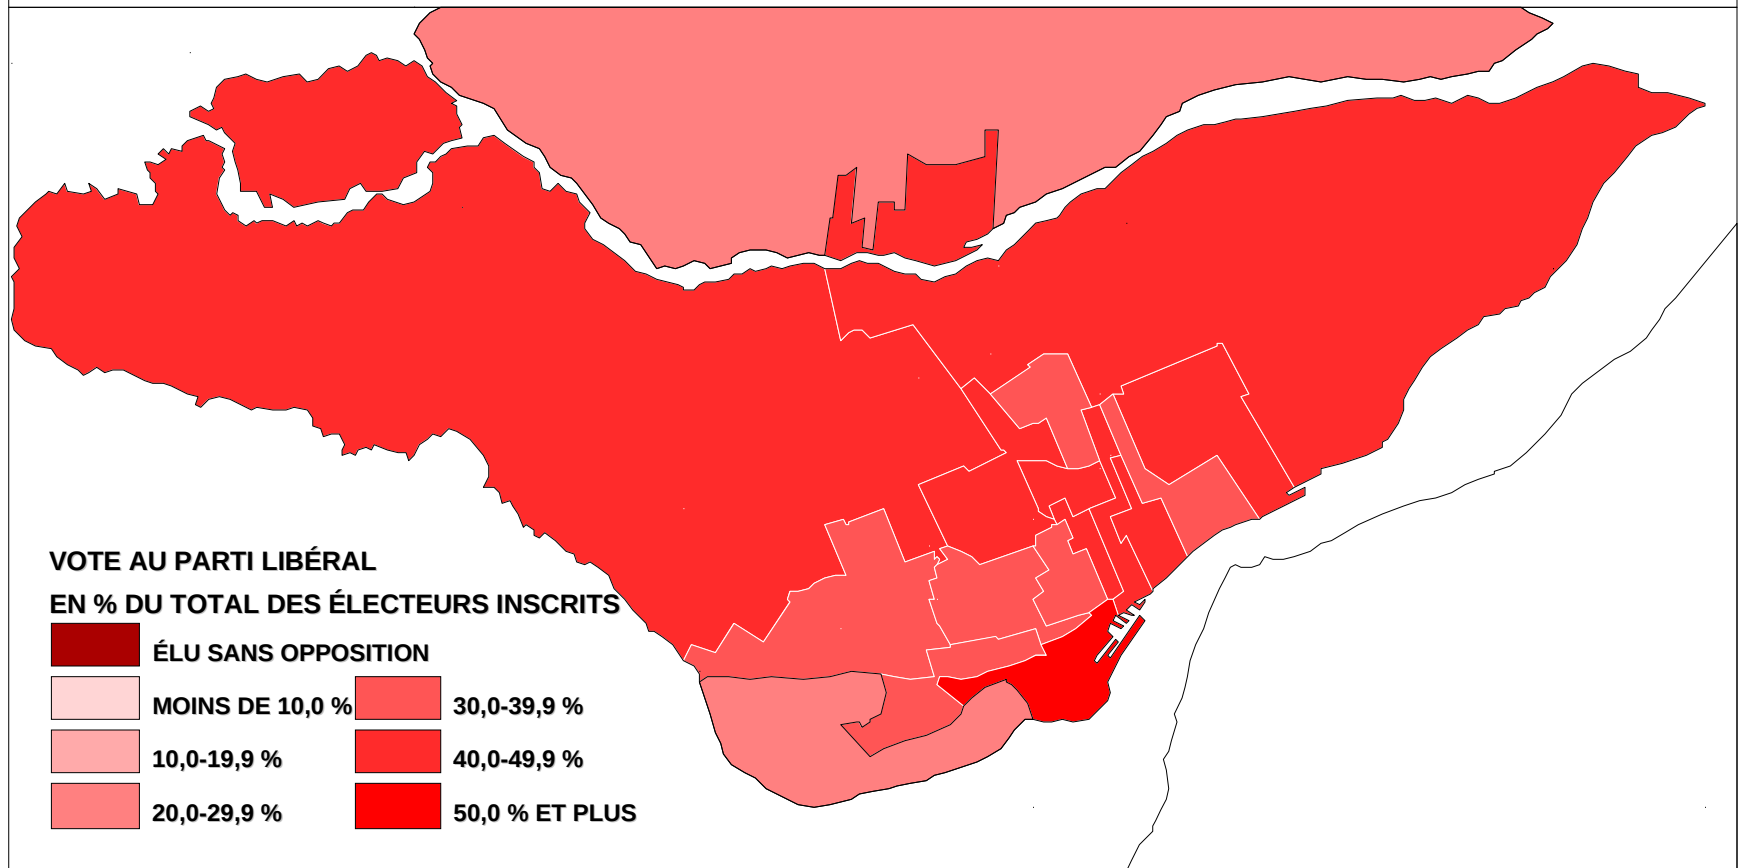 VOTE AU PARTI LIBÉRAL
EN % DU TOTAL DES ÉLECTEURS INSCRITS
ÉLU SANS OPPOSITION
MOINS DE 10,0 %
30,0-39,9 %
10,0-19,9 %
40,0-49,9 %
20,0-29,9 %
50,0 % ET PLUS